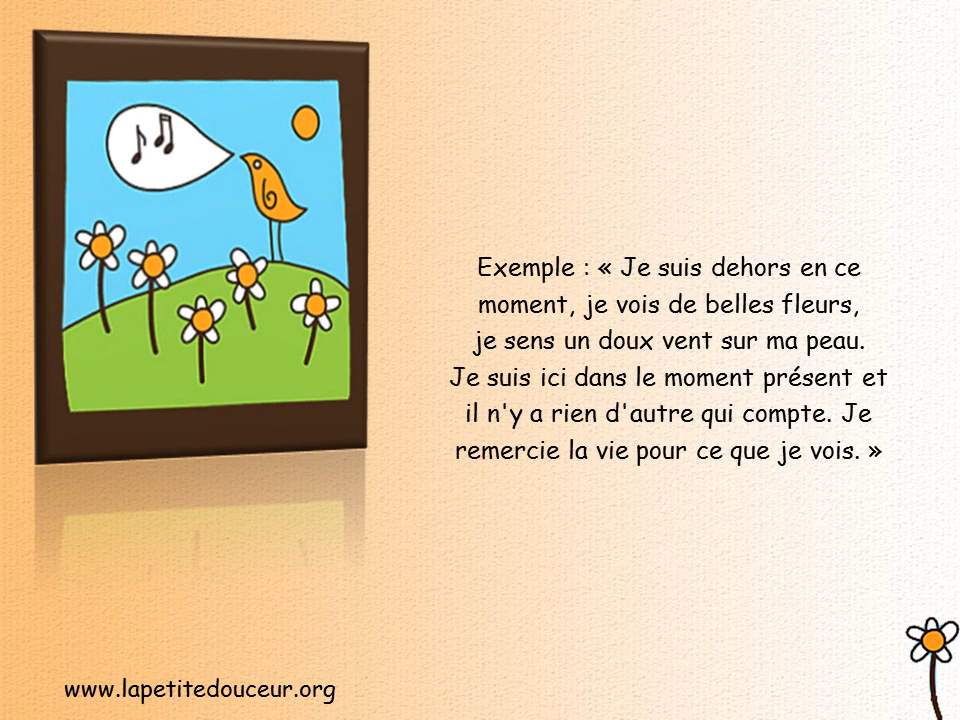 Exemple : « Je suis dehors en ce
moment, je vois de belles fleurs,
je sens un doux vent sur ma peau.
Je suis ici dans le moment présent et
il n'y a rien d'autre qui compte. Je
remercie la vie pour ce que je vois. »
www.lapetitedouceur.org